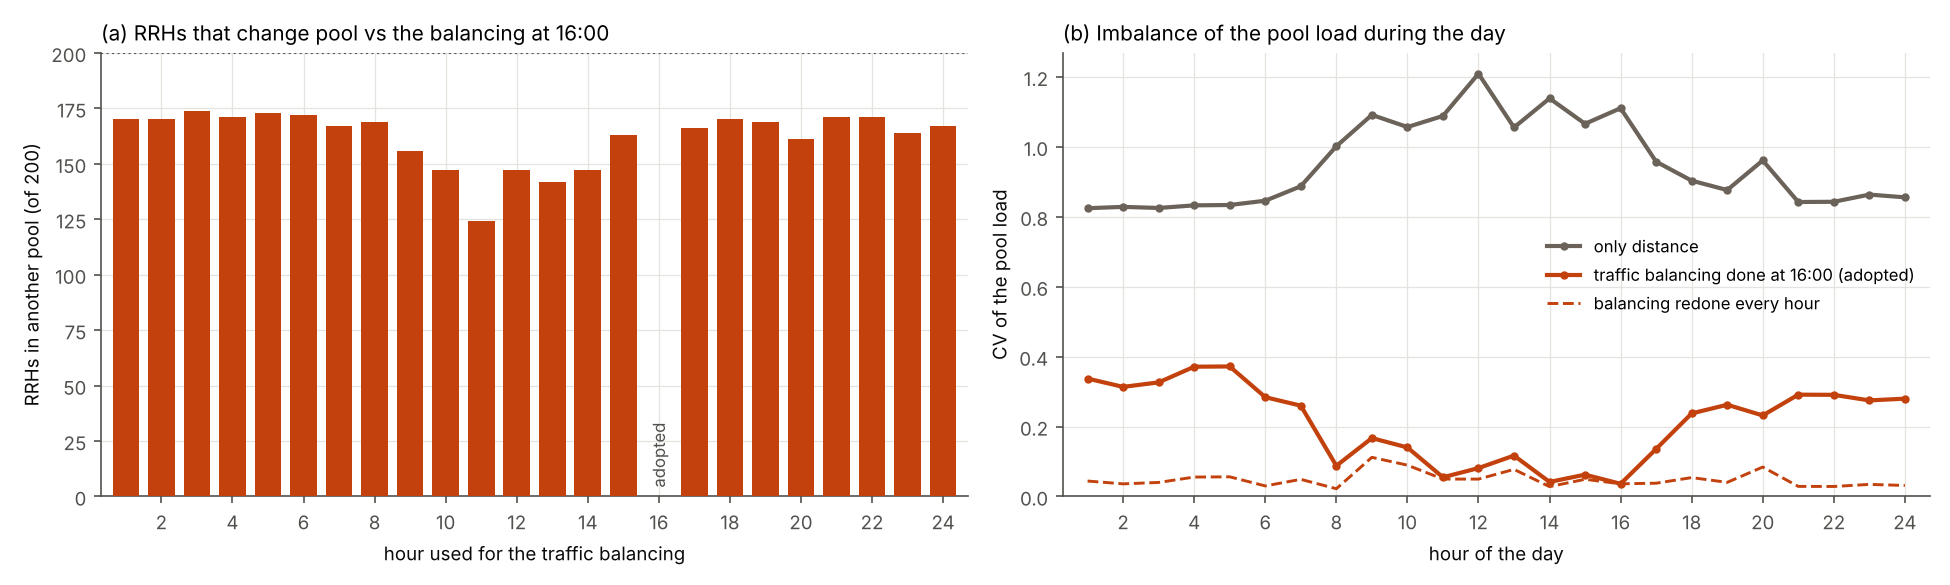 (a) RRHs that change pool vs the balancing at 16:00
RRHs in another pool (of 200)
200
175
150
125
100
75
50
25
0
adopted
2 4 6 8 10 12 14 16 18 20 22 24
hour used for the traffic balancing
(b) Imbalance of the pool load during the day
CV of the pool load
1.2
1.0
0.8
0.6
0.4
0.2
0.0
only distance
traffic balancing done at 16:00 (adopted)
balancing redone every hour
2 4 6 8 10 12 14 16 18 20 22 24
hour of the day